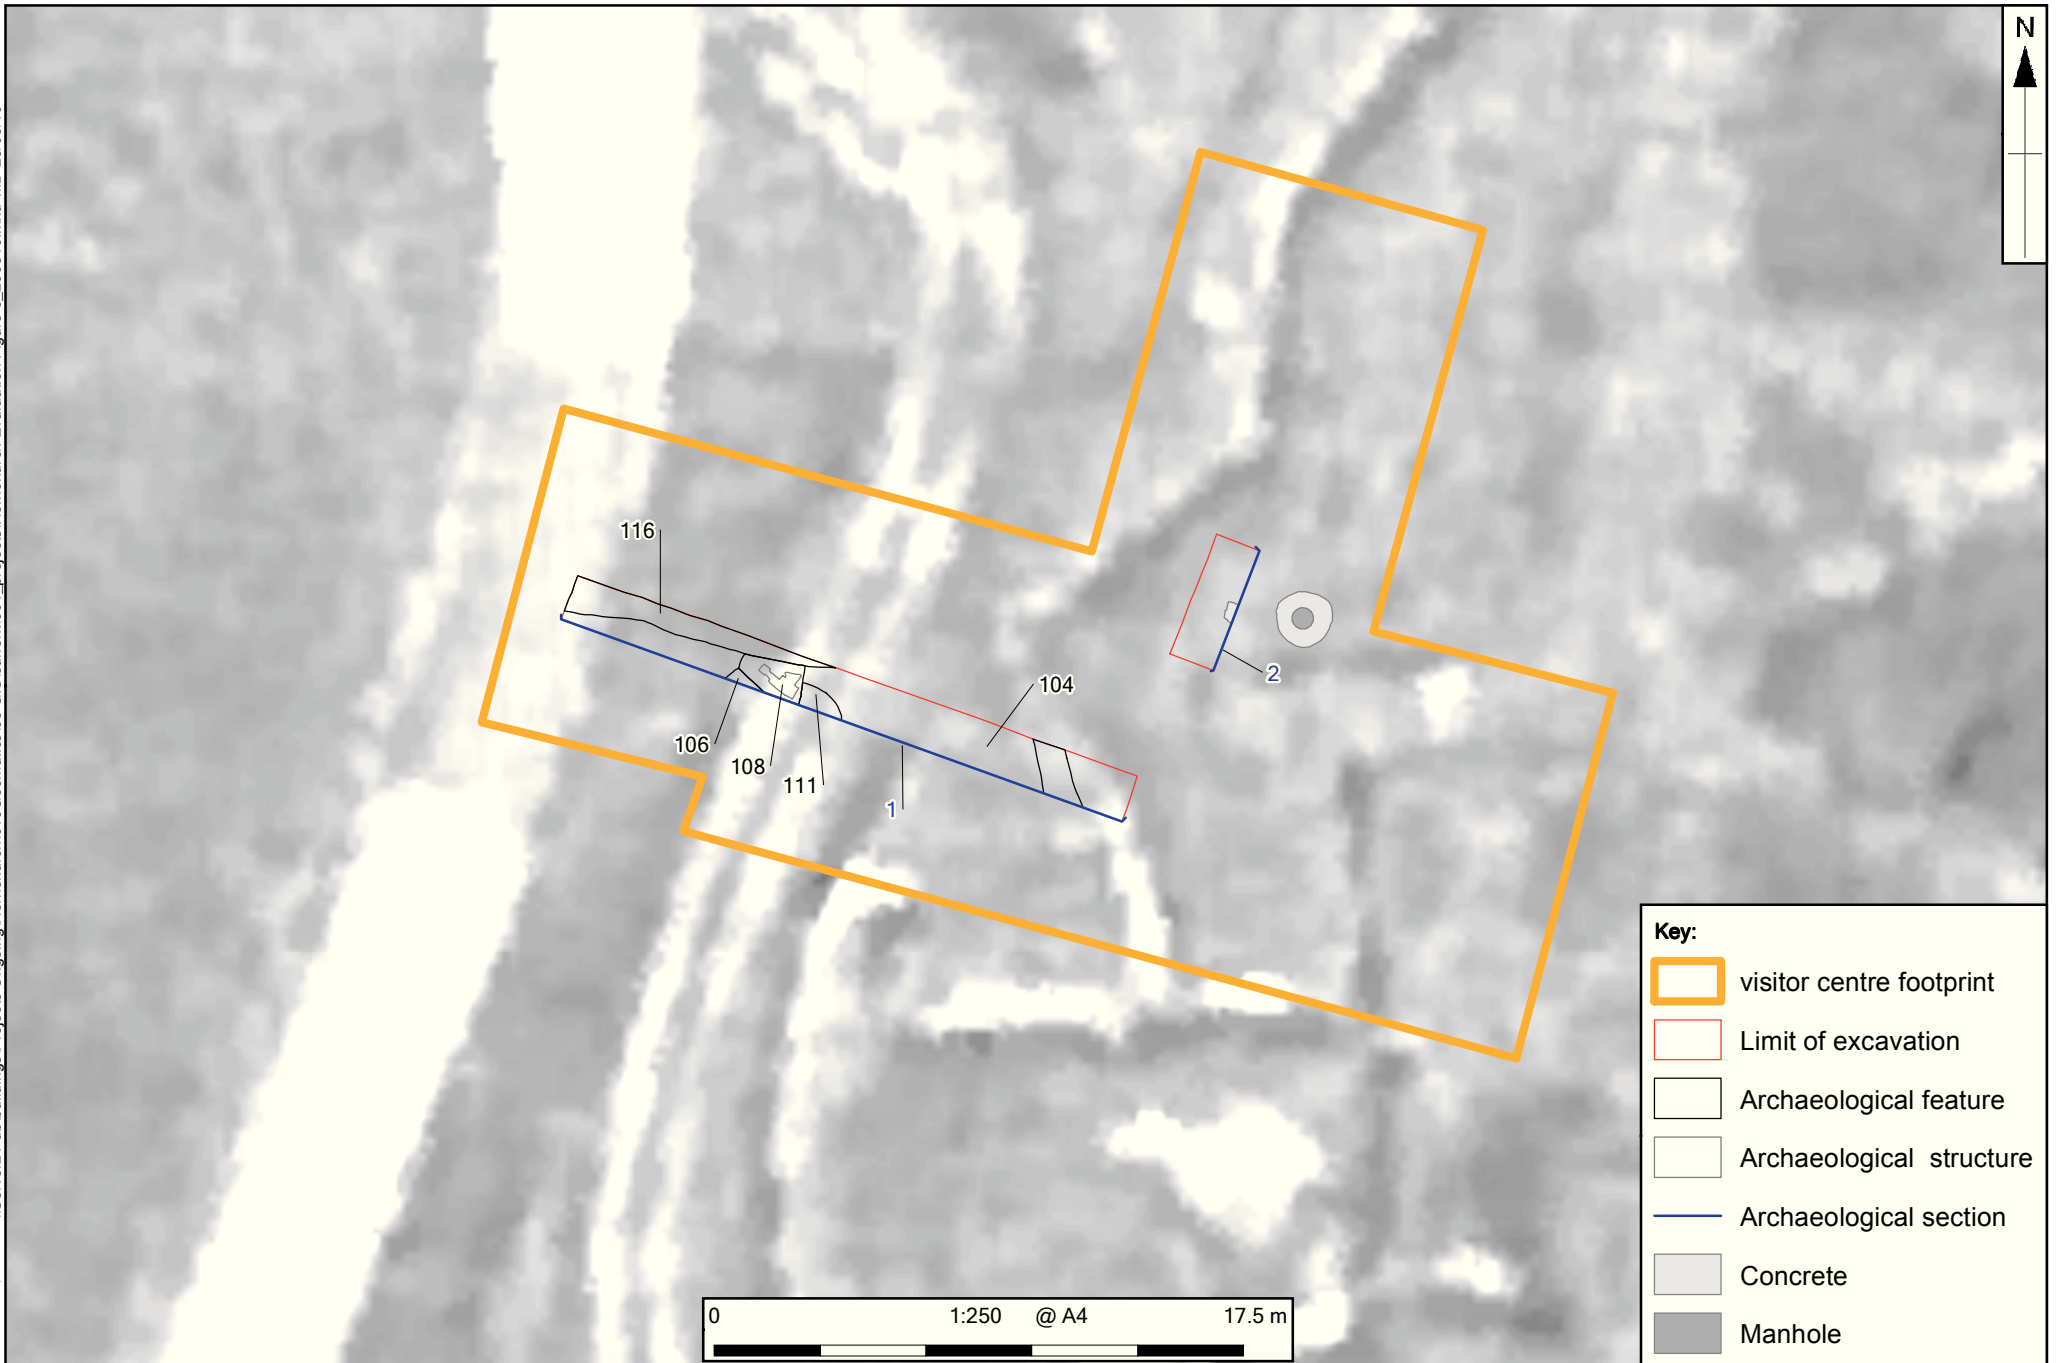 N
116
104
2
106
108
111
1
Key:
visitor centre footprint
Limit of excavation
Archaeological feature
Archaeological structure
Archaeological section
Concrete
Manhole
0 1:250 @ A4 17.5 m